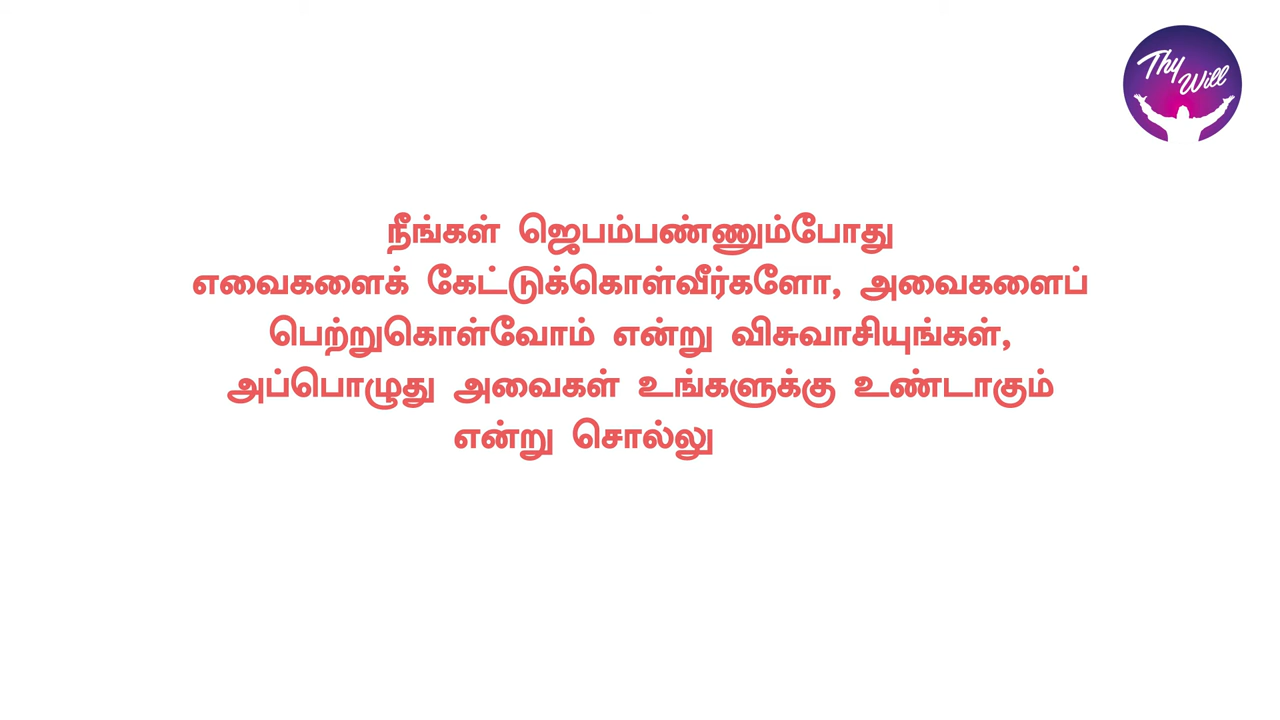 Thy
Will
நீங்கள் ஜெபம்பண்ணும்போது
எவைகளைக் கேட்டுக்கொள்வீர்களோ, அவைகளைப்
பெற்றுகொள்வோம் என்று விசுவாசியுங்கள்,
அப்பொழுது அவைகள் உங்களுக்கு உண்டாகும்
என்று சொல்லு